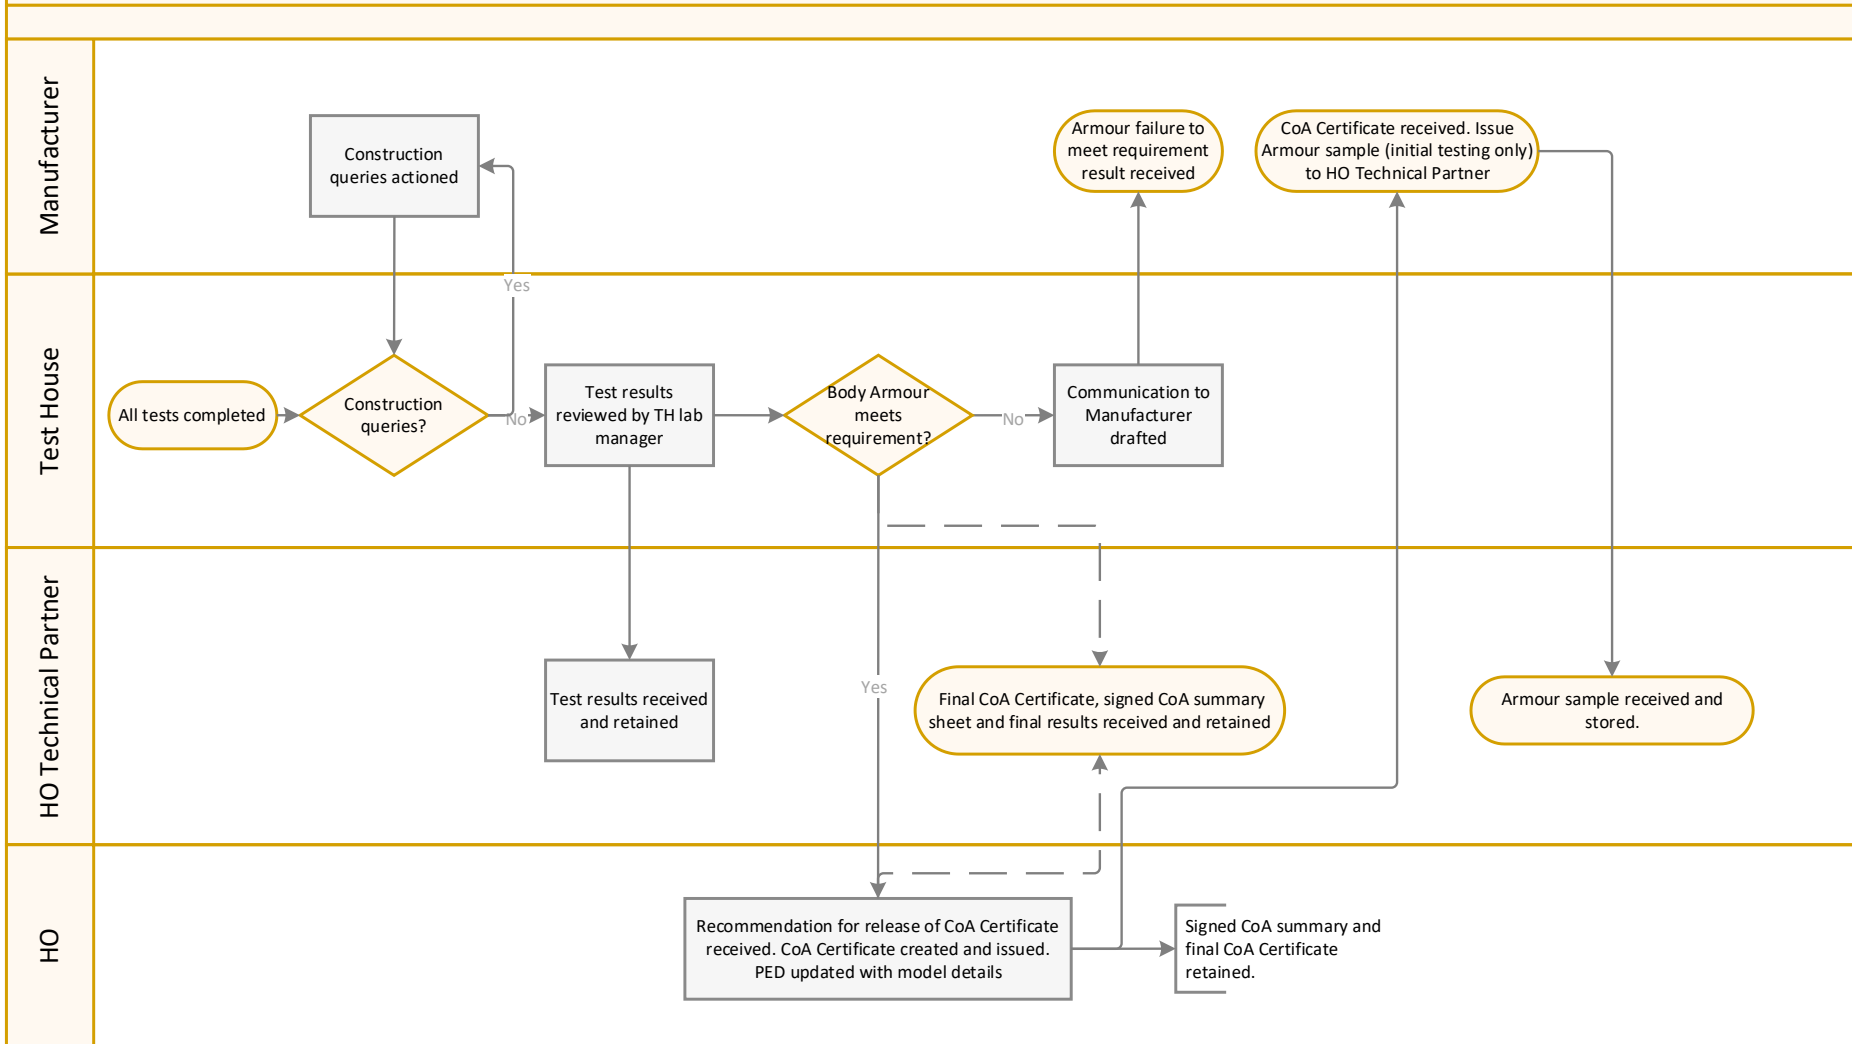 Manufacturer
Construction
queries actioned
Armour failure to
meet requirement
result received
CoA Certificate received. Issue
Armour sample (initial testing only)
to HO Technical Partner
Yes
Test House
All tests completed
Construction
queries?
No
Test results
reviewed by TH lab
manager
Body Armour
meets
requirement?
No
Communication to
Manufacturer
drafted
HO Technical Partner
Test results received
and retained
Yes
Final CoA Certificate, signed CoA summary
sheet and final results received and retained
Armour sample received and
stored.
HO
Recommendation for release of CoA Certificate
received. CoA Certificate created and issued.
PED updated with model details
Signed CoA summary and
final CoA Certificate
retained.